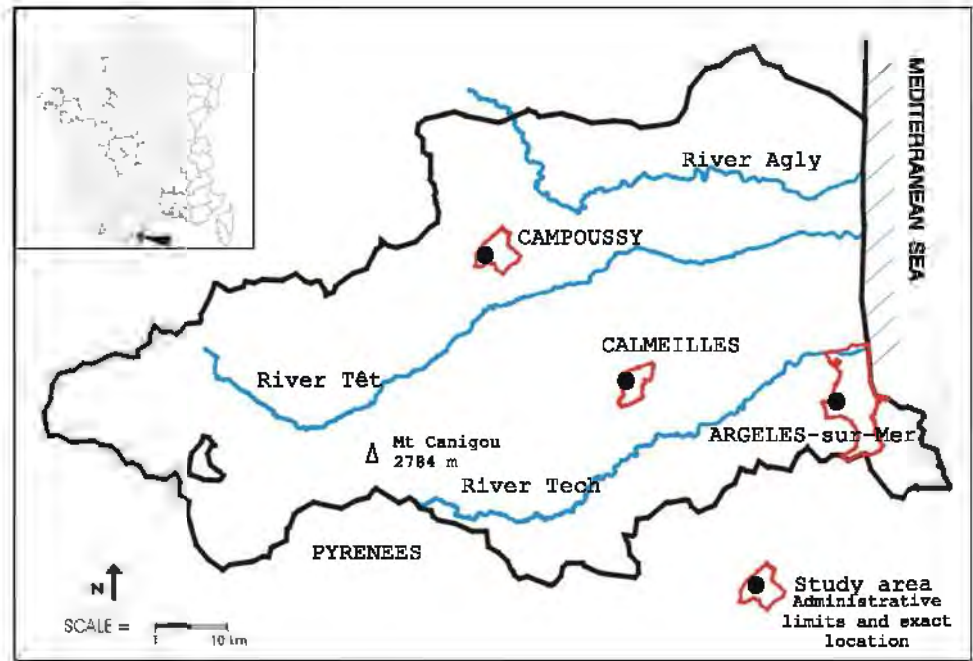 MEDITERRANEAN SEA
River Agly
CAMPOUSSY
CALMEILLES
River Têt
ARGELES-sur-Mer
Mt Canigou
2784 m
River Tech
PYRENEES
N
Study area
Administrative
limits and exact
location
SCALE =
1 10 km